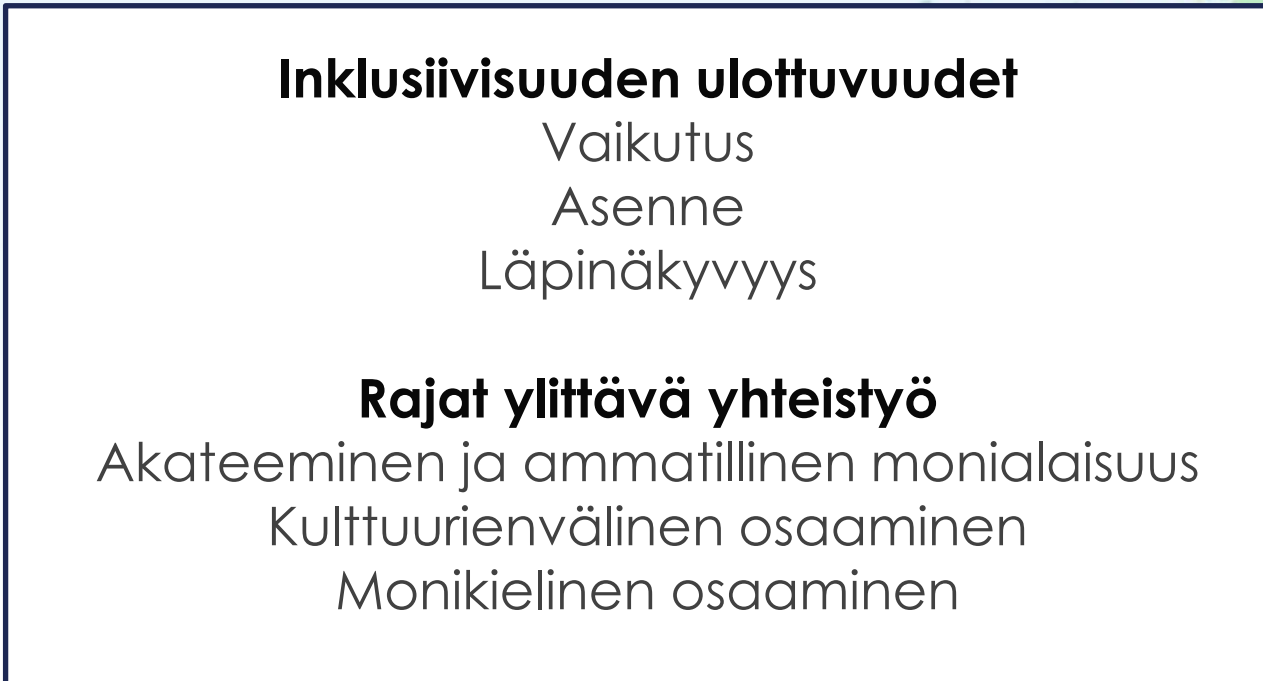 Inklusiivisuuden ulottuvuudet
Vaikutus
Asenne
Läpinäkyvyys
Rajat ylittävä yhteistyö
Akateeminen ja ammatillinen monialaisuus
Kulttuurienvälinen osaaminen
Monikielinen osaaminen